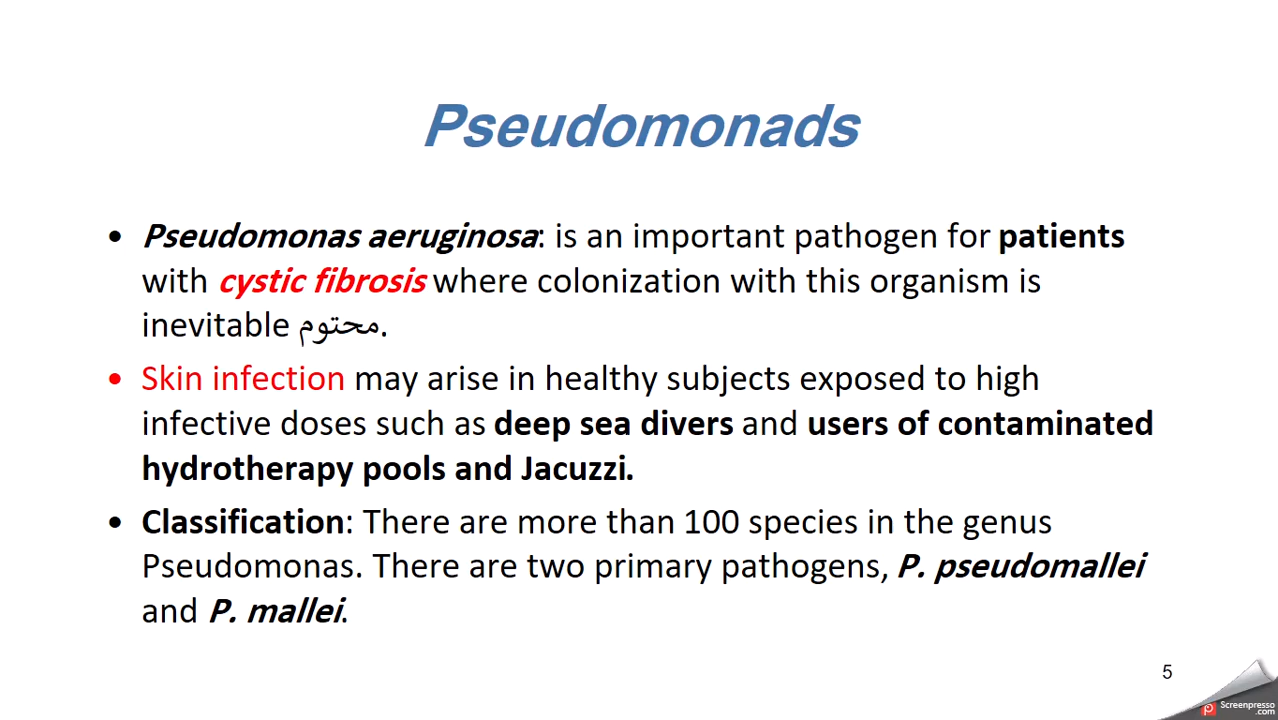 Pseudomonads
• Pseudomonas aeruginosa: is an important pathogen for patients
with cystic fibrosis where colonization with this organism is
inevitable محتوم.
• Skin infection may arise in healthy subjects exposed to high
infective doses such as deep sea divers and users of contaminated
hydrotherapy pools and Jacuzzi.
• Classification: There are more than 100 species in the genus
Pseudomonas. There are two primary pathogens, P. pseudomallei
and P. mallei.
5
Screenpresso
.com